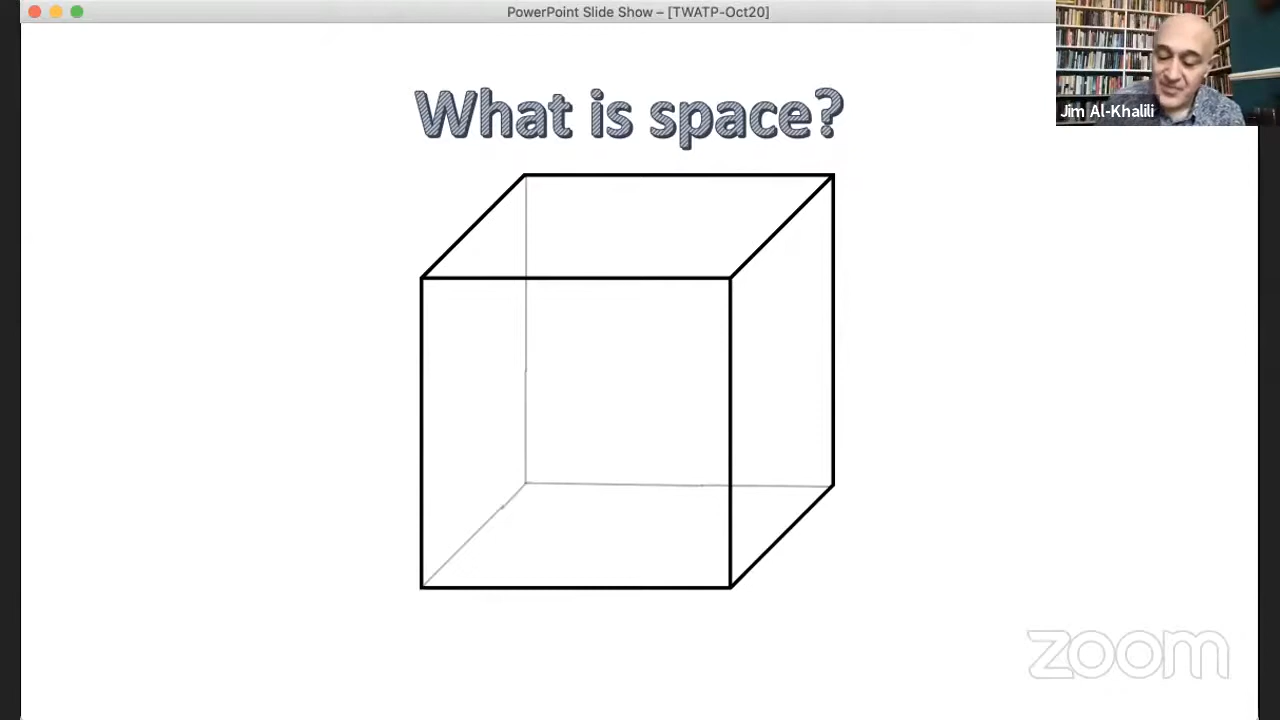 PowerPoint Slide Show – [TWATP-Oct20]
Jim Al-Khalili
What is space?
zoom